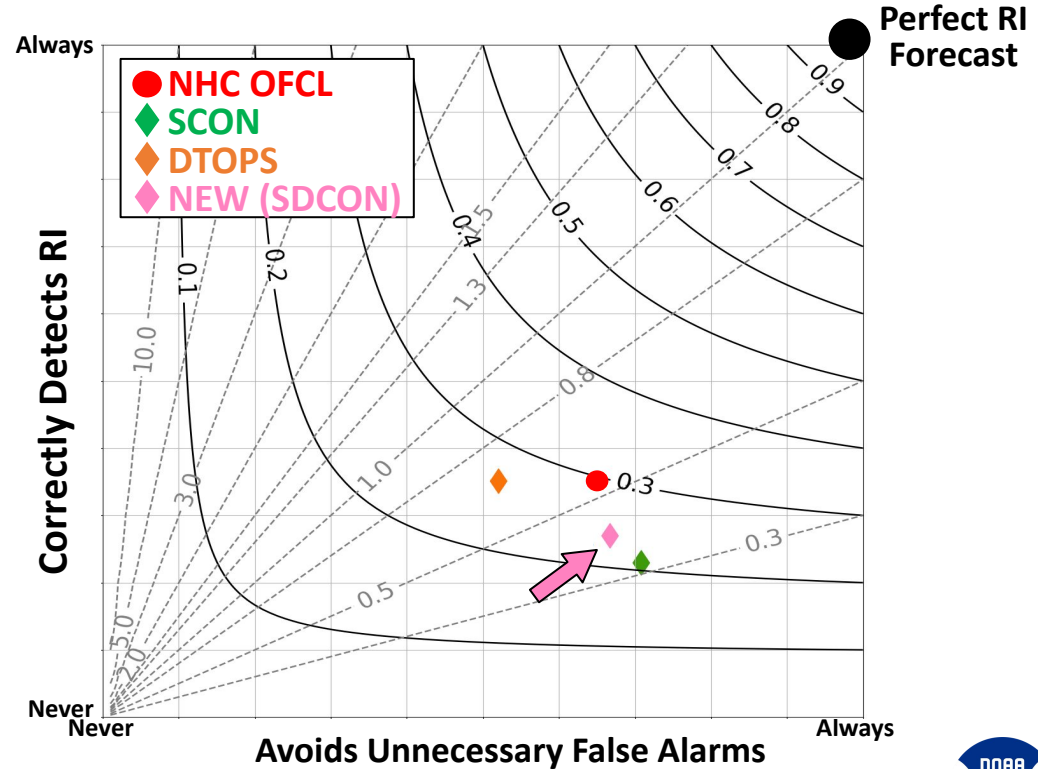 Perfect RI
Forecast
Always
NHC OFCL
SCON
DTOPS
NEW (SDCON)
0.9
0.8
0.7
0.6
0.5
0.4
1.5
0.2
0.1
1.3
10.0
0.8
1.0
3.0
0.3
0.3
0.5
5.0
2.0
Correctly Detects RI
Never
Never
Always
Avoids Unnecessary False Alarms
NOAA